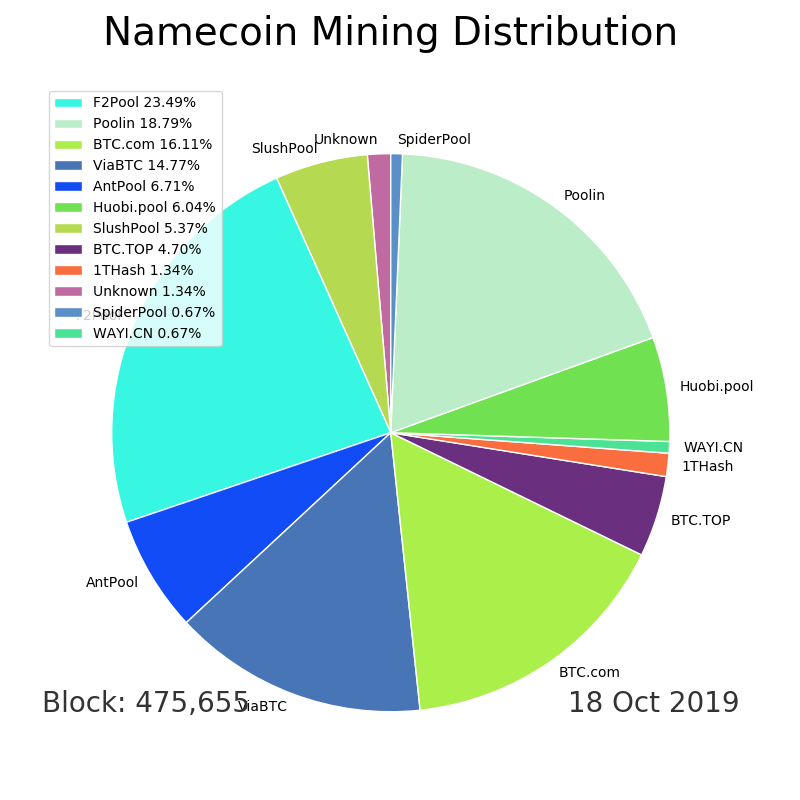 Namecoin Mining Distribution
F2Pool 23.49%
Poolin 18.79%
BTC.com 16.11%
ViaBTC 14.77%
AntPool 6.71%
Huobi.pool 6.04%
SlushPool 5.37%
BTC.TOP 4.70%
1THash 1.34%
Unknown 1.34%
SpiderPool 0.67%
WAYI.CN 0.67%
SlushPool
Unknown
SpiderPool
Poolin
Huobi.pool
WAYI.CN
1THash
BTC.TOP
BTC.com
ViaBTC
AntPool
Block: 475,655
18 Oct 2019